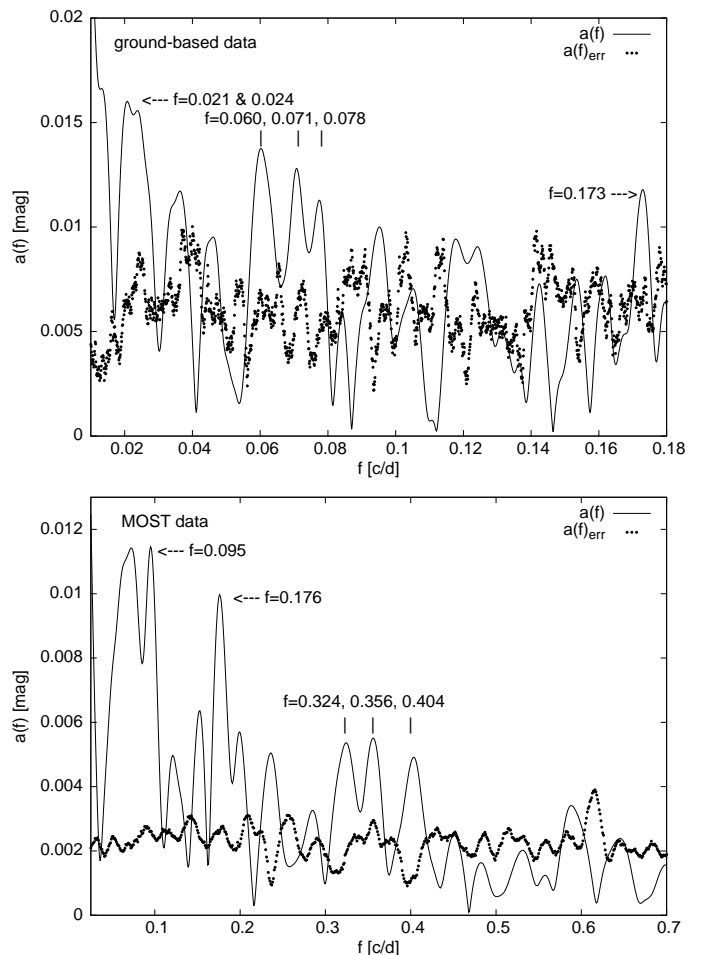 ground-based data
a(f)
a(f)err
<--- f=0.021 & 0.024
f=0.060, 0.071, 0.078
f=0.173 --->
0.02
0.015
0.01
0.005
0
a(f) [mag]
0.02 0.04 0.06 0.08 0.1 0.12 0.14 0.16 0.18
f [c/d]
MOST data
a(f)
a(f)err
<--- f=0.095
<--- f=0.176
f=0.324, 0.356, 0.404
0.012
0.01
0.008
0.006
0.004
0.002
0
a(f) [mag]
0.1 0.2 0.3 0.4 0.5 0.6 0.7
f [c/d]